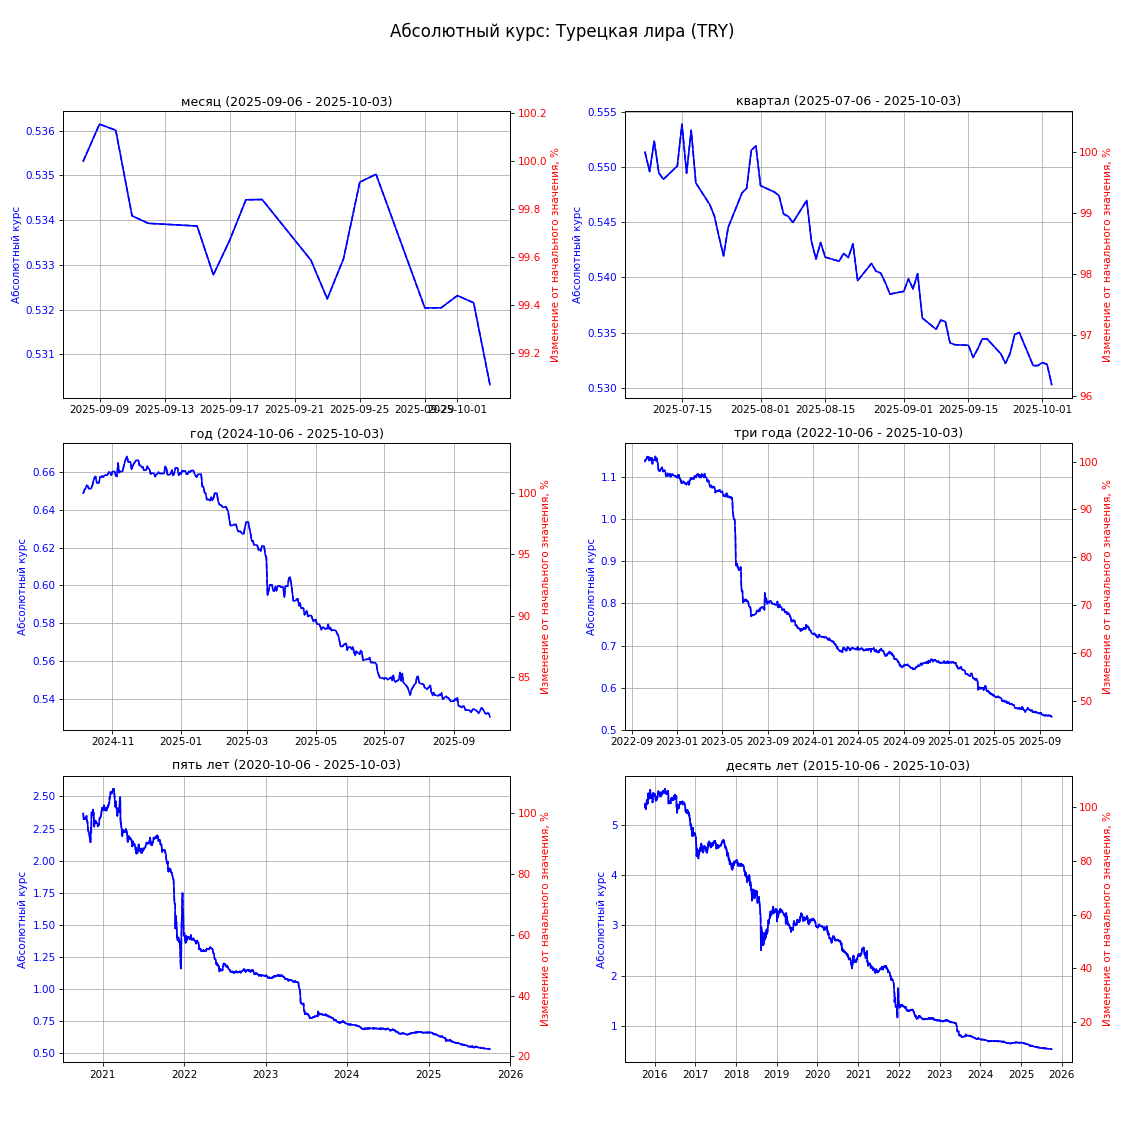 Абсолютный курс: Турецкая лира (TRY)
месяц (2025-09-06 - 2025-10-03)
Абсолютный курс
0.536
0.535
0.534
0.533
0.532
0.531
100.2
100.0
99.8
99.6
99.4
99.2
Изменение от начального значения, %
2025-09-09 2025-09-13 2025-09-17 2025-09-21 2025-09-25 2025-09-29 2025-10-01
квартал (2025-07-06 - 2025-10-03)
Абсолютный курс
0.555
0.550
0.545
0.540
0.535
0.530
100
99
98
97
96
Изменение от начального значения, %
2025-07-15 2025-08-01 2025-08-15 2025-09-01 2025-09-15 2025-10-01
год (2024-10-06 - 2025-10-03)
Абсолютный курс
0.66
0.64
0.62
0.60
0.58
0.56
0.54
100
95
90
85
Изменение от начального значения, %
2024-11 2025-01 2025-03 2025-05 2025-07 2025-09
три года (2022-10-06 - 2025-10-03)
Абсолютный курс
1.1
1.0
0.9
0.8
0.7
0.6
0.5
100
90
80
70
60
50
Изменение от начального значения, %
2022-09 2023-01 2023-05 2023-09 2024-01 2024-05 2024-09 2025-01 2025-05 2025-09
пять лет (2020-10-06 - 2025-10-03)
Абсолютный курс
2.50
2.25
2.00
1.75
1.50
1.25
1.00
0.75
0.50
100
80
60
40
20
Изменение от начального значения, %
2021 2022 2023 2024 2025 2026
десять лет (2015-10-06 - 2025-10-03)
Абсолютный курс
5
4
3
2
1
100
80
60
40
20
Изменение от начального значения, %
2016 2017 2018 2019 2020 2021 2022 2023 2024 2025 2026